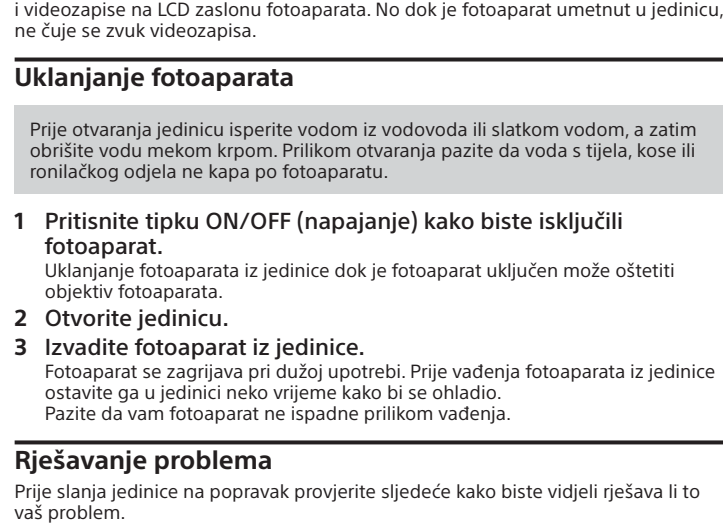 i videozapise na LCD zaslonu fotoaparata. No dok je fotoaparat umetnut u jedinicu,
ne čuje se zvuk videozapisa.
Uklanjanje fotoaparata
Prije otvaranja jedinicu isperite vodom iz vodovoda ili slatkom vodom, a zatim
obrišite vodu mekom krpom. Prilikom otvaranja pazite da voda s tijela, kose ili
ronilačkog odjela ne kapa po fotoaparatu.
1 Pritisnite tipku ON/OFF (napajanje) kako biste isključili
fotoaparat.
Uklanjanje fotoaparata iz jedinice dok je fotoaparat uključen može oštetiti
objektiv fotoaparata.
2 Otvorite jedinicu.
3 Izvadite fotoaparat iz jedinice.
Fotoaparat se zagrijava pri dužoj upotrebi. Prije vađenja fotoaparata iz jedinice
ostavite ga u jedinici neko vrijeme kako bi se ohladio.
Pazite da vam fotoaparat ne ispadne prilikom vađenja.
Rješavanje problema
Prije slanja jedinice na popravak provjerite sljedeće kako biste vidjeli rješava li to
vaš problem.